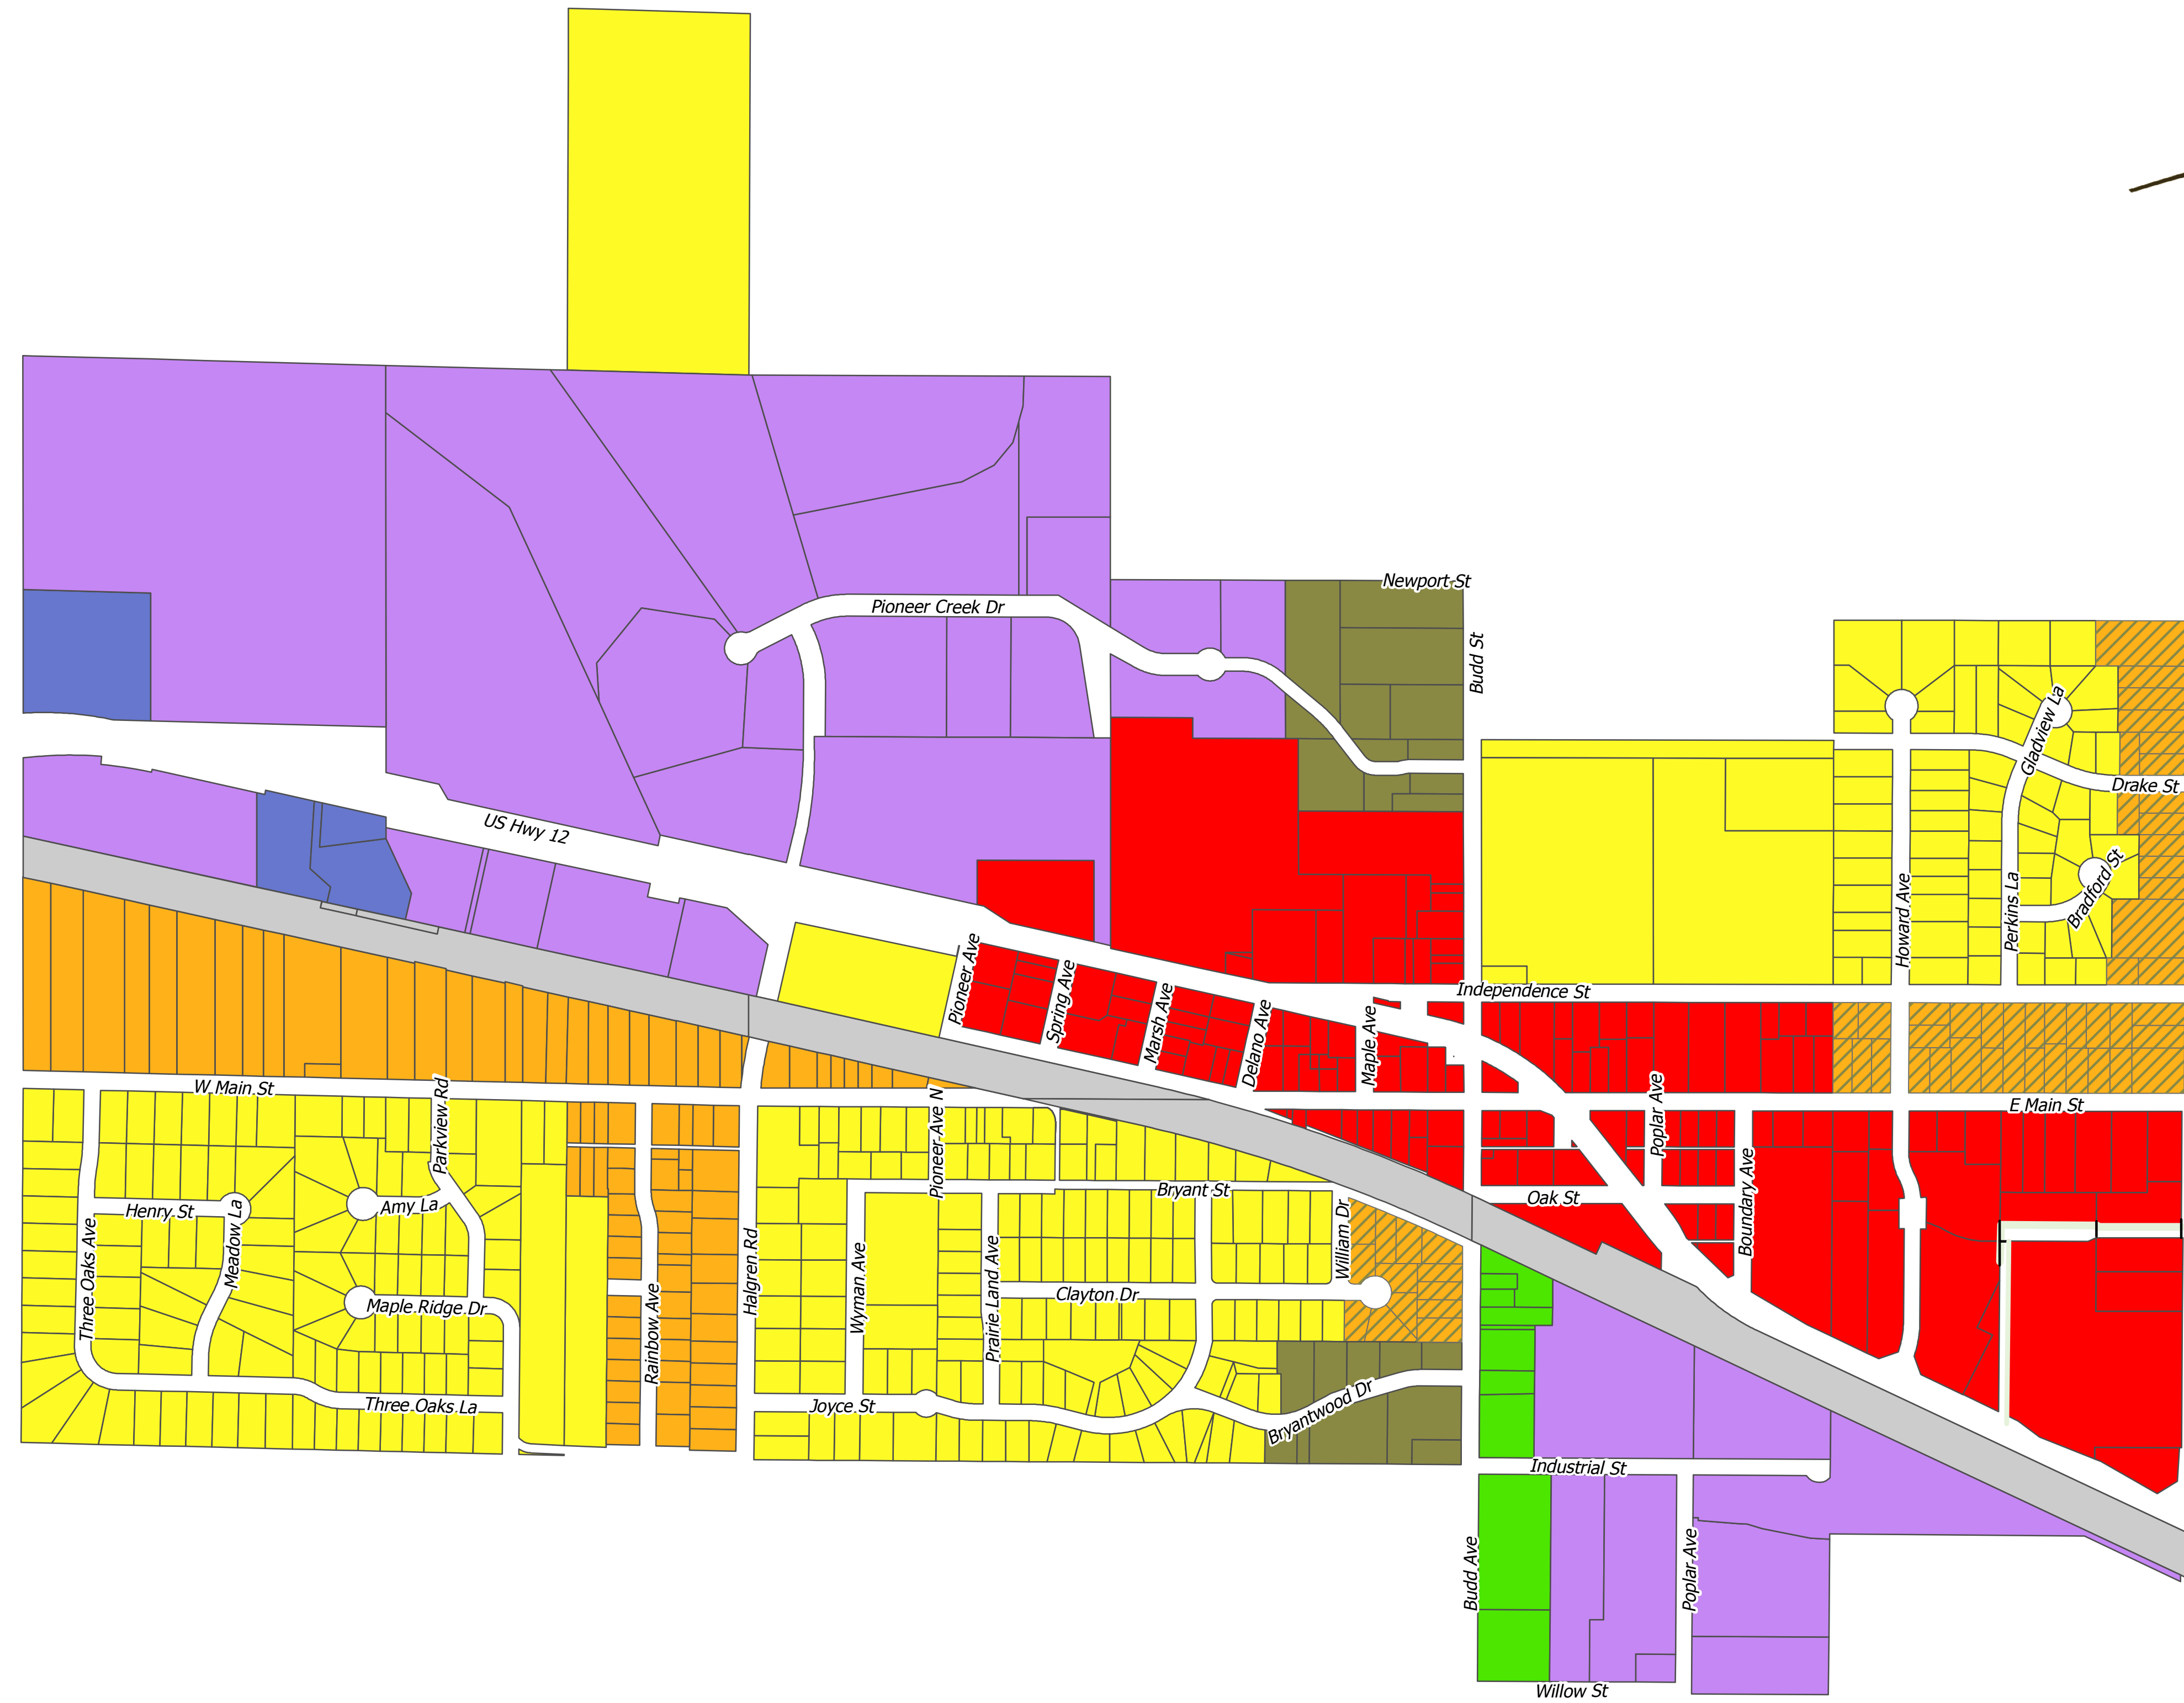 Newport St
Pioneer Creek Dr
Budd St
Gladview La
Drake St
US Hwy 12
Bradford St
Howard Ave
Perkins La
Pioneer Ave
Spring Ave
Marsh Ave
Delano Ave
Maple Ave
Independence St
W Main St
Parkview Rd
Pioneer Ave N
Poplar Ave
E Main St
Henry St
Meadow La
Amy La
Bryant St
William Dr
Oak St
Boundary Ave
Three Oaks Ave
Maple Ridge Dr
Rainbow Ave
Halgren Rd
Wyman Ave
Prairie Land Ave
Clayton Dr
Three Oaks La
Joyce St
Bryantwood Dr
Industrial St
Budd Ave
Poplar Ave
Willow St